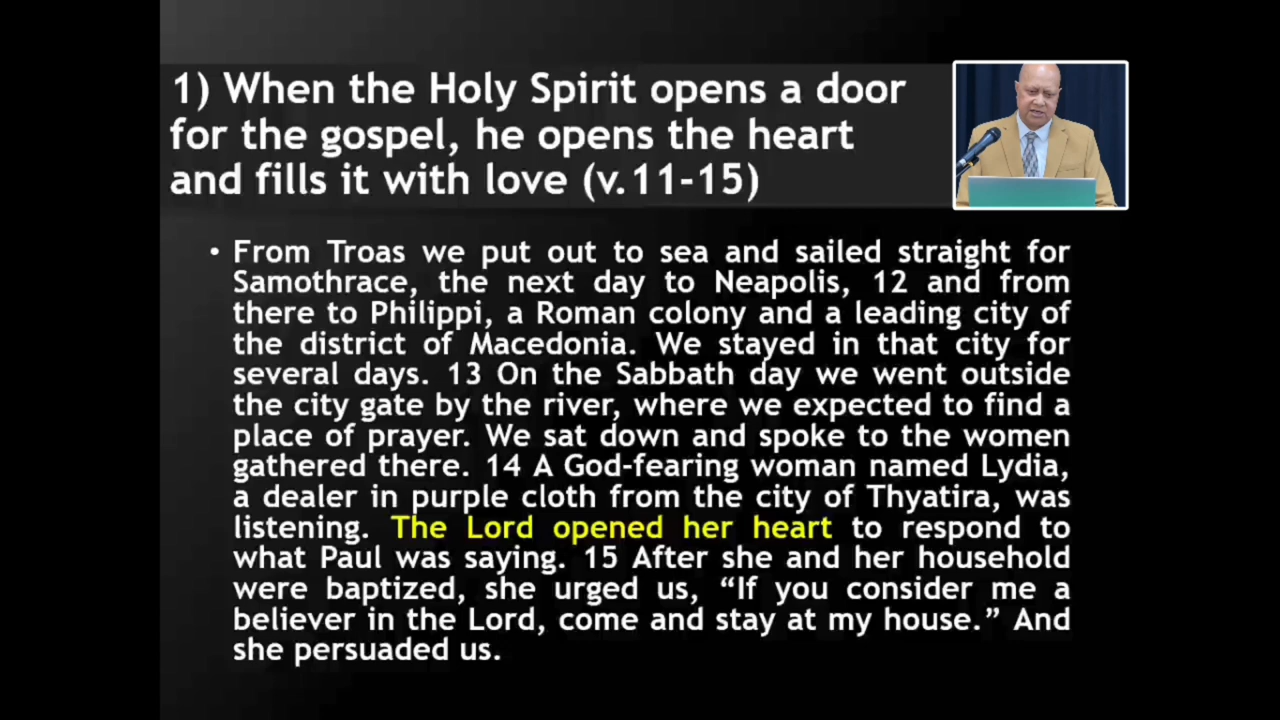 1) When the Holy Spirit opens a door
for the gospel, he opens the heart
and fills it with love (v.11-15)
• From Troas we put out to sea and sailed straight for
Samothrace, the next day to Neapolis, 12 and from
there to Philippi, a Roman colony and a leading city of
the district of Macedonia. We stayed in that city for
several days. 13 On the Sabbath day we went outside
the city gate by the river, where we expected to find a
place of prayer. We sat down and spoke to the women
gathered there. 14 A God-fearing woman named Lydia,
a dealer in purple cloth from the city of Thyatira, was
listening. The Lord opened her heart to respond to
what Paul was saying. 15 After she and her household
were baptized, she urged us, “If you consider me a
believer in the Lord, come and stay at my house.” And
she persuaded us.